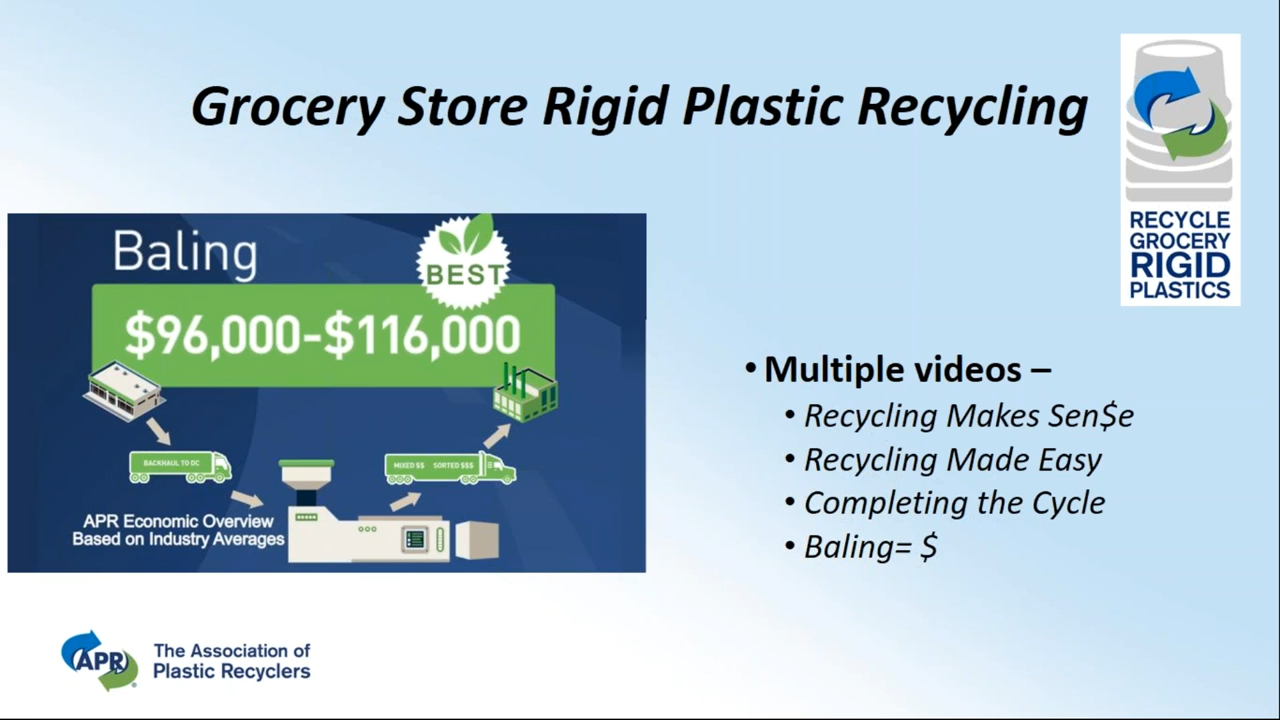 Grocery Store Rigid Plastic Recycling
RECYCLE
GROCERY
RIGID
PLASTICS
Baling
BEST
$96,000-$116,000
BACKHAUL TO DC
MIXED $$ SORTED $$$
APR Economic Overview
Based on Industry Averages
• Multiple videos –
• Recycling Makes Sen$e
• Recycling Made Easy
• Completing the Cycle
• Baling= $
APR
The Association of
Plastic Recyclers